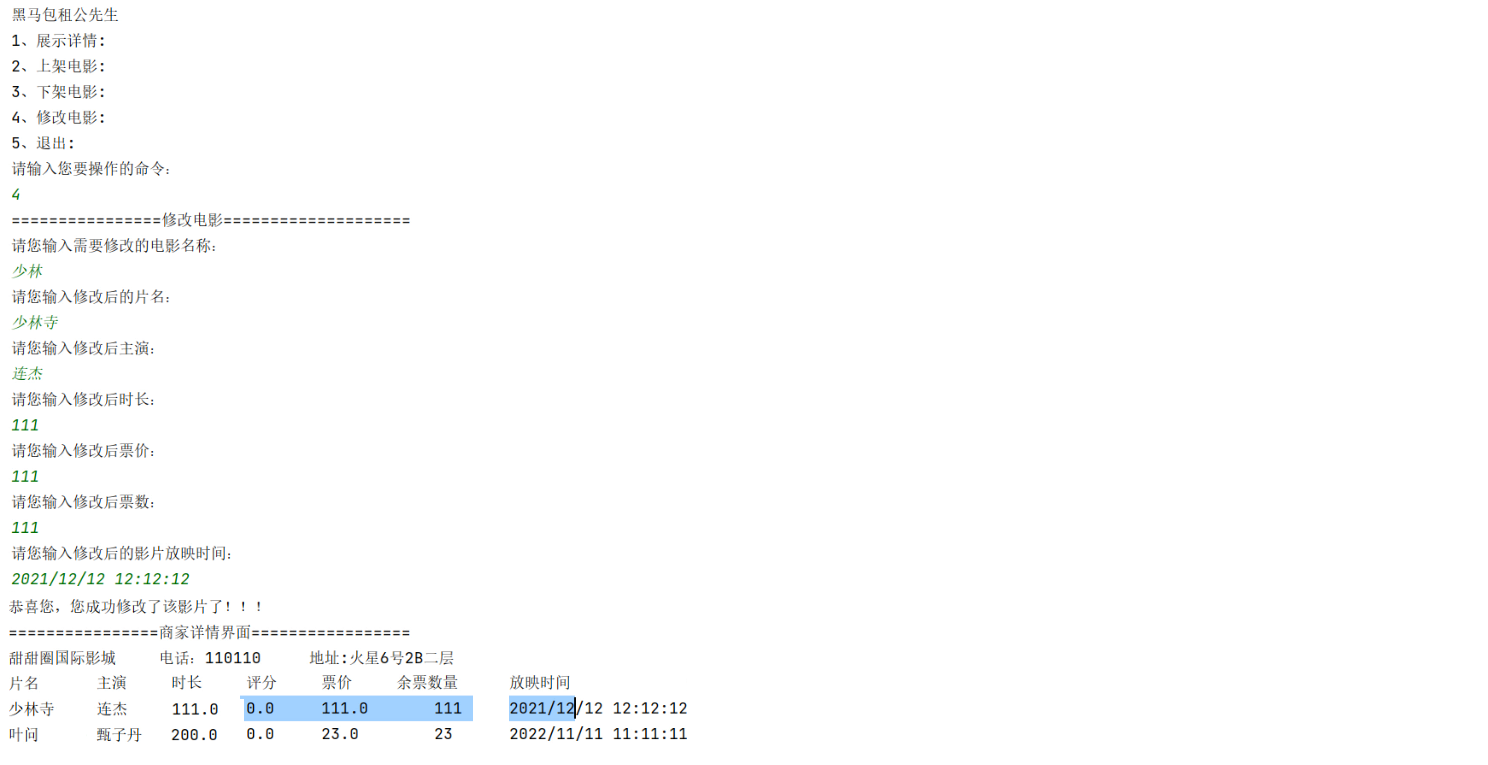 黑马包租公先生
1、展示详情:
2、上架电影:
3、下架电影:
4、修改电影:
5、退出:
请输入您要操作的命令：
4
================修改电影====================
请您输入需要修改的电影名称：
少林
请您输入修改后的片名：
少林寺
请您输入修改后主演：
连杰
请您输入修改后时长：
111
请您输入修改后票价：
111
请您输入修改后票数：
111
请您输入修改后的影片放映时间：
2021/12/12 12:12:12
恭喜您，您成功修改了该影片了！！！
================商家详情界面=================
甜甜圈国际影城 电话：110110 地址:火星6号2B二层
片名 主演 时长 评分 票价 余票数量 放映时间
少林寺 连杰 111.0 0.0 111.0 111 2021/12/12 12:12:12
叶问 甄子丹 200.0 0.0 23.0 23 2022/11/11 11:11:11